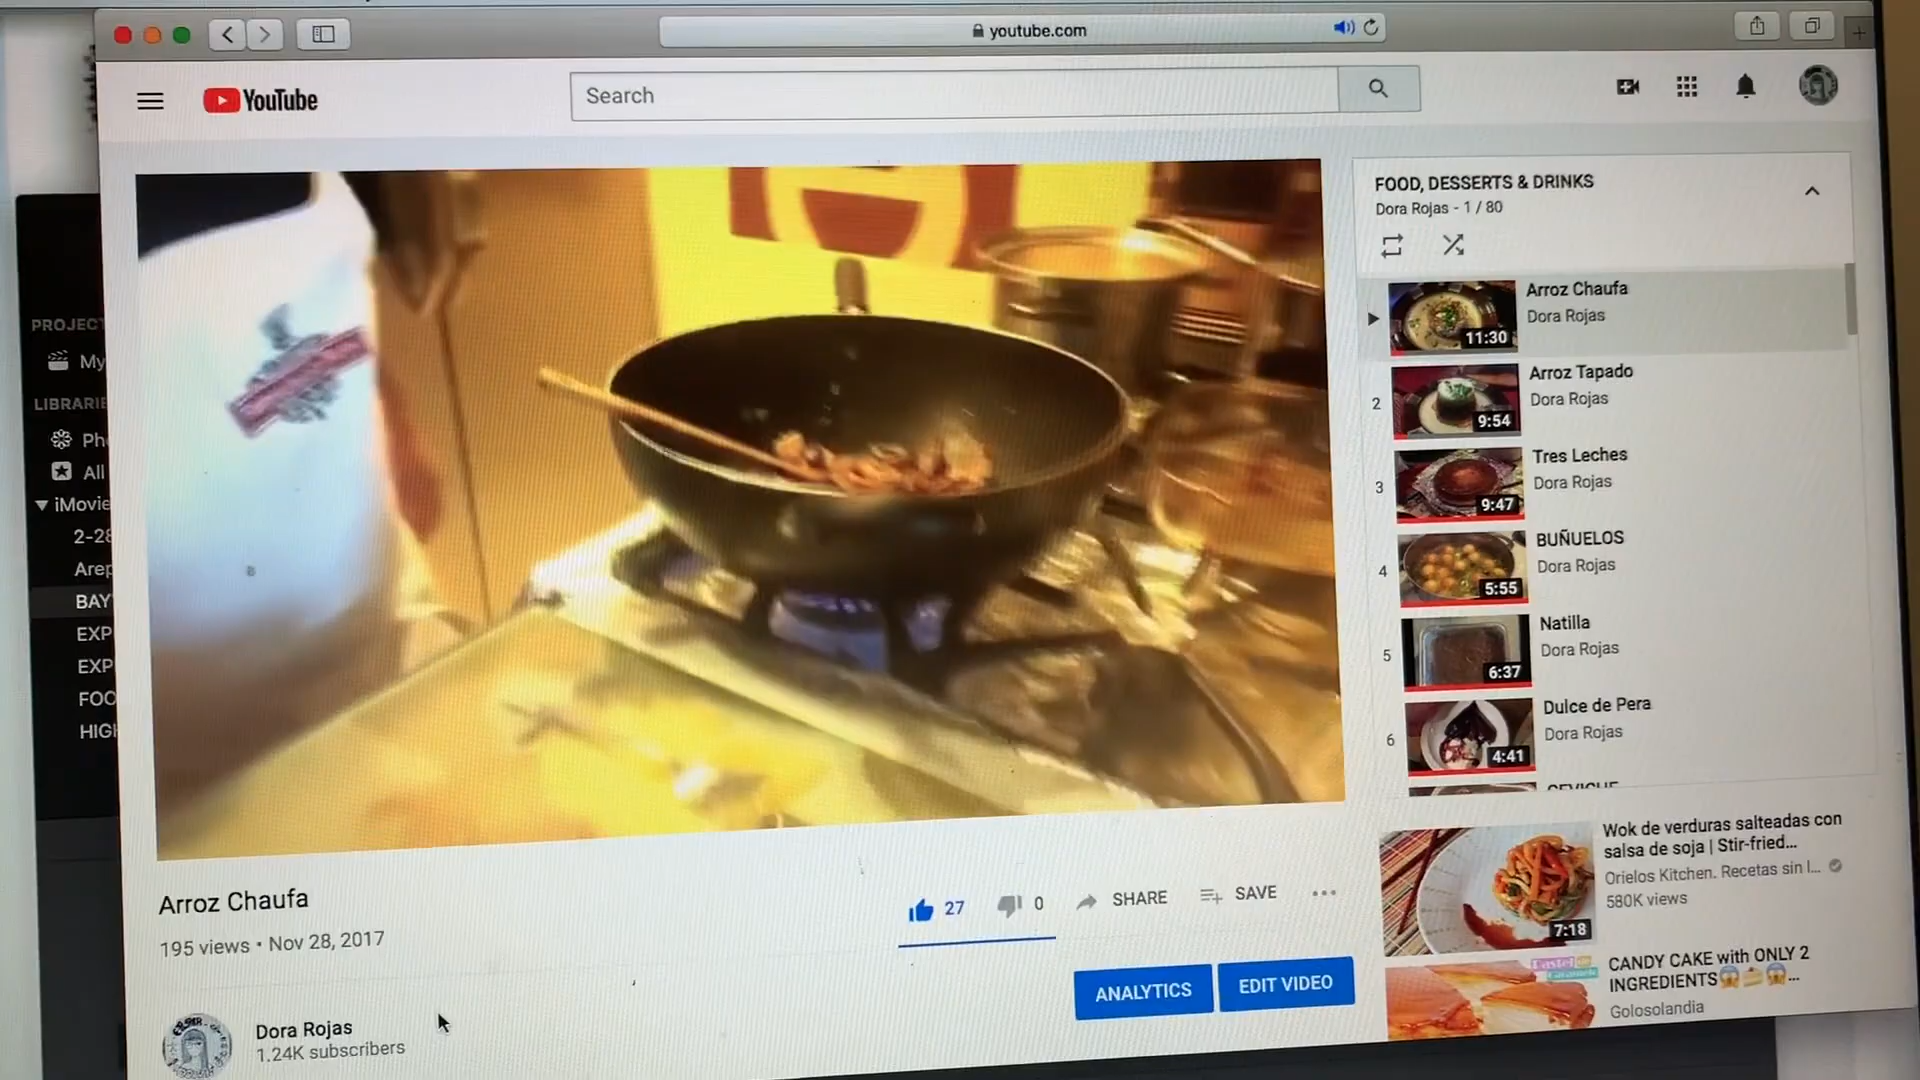 youtube.com
YouTube
Search
FOOD, DESSERTS & DRINKS
Dora Rojas - 1 / 80
Arroz Chaufa
Dora Rojas
11:30
2
Arroz Tapado
Dora Rojas
9:54
3
Tres Leches
Dora Rojas
9:47
4
BUÑUELOS
Dora Rojas
5:55
5
Natilla
Dora Rojas
6:37
6
Dulce de Pera
Dora Rojas
4:41
CEVICHE
Wok de verduras salteadas con
salsa de soja | Stir-fried...
Orielos Kitchen. Recetas sin l...
580K views
7:18
CANDY CAKE with ONLY 2
INGREDIENTS😱🍰😱...
Golosolandia
Arroz Chaufa
195 views • Nov 28, 2017
27
0
SHARE
SAVE
ANALYTICS
EDIT VIDEO
Dora Rojas
1.24K subscribers
PROJECT
My
LIBRARIE
Pho
All
iMovie
2-28
Arep
BAY
EXP
EXP
FOO
HIGH